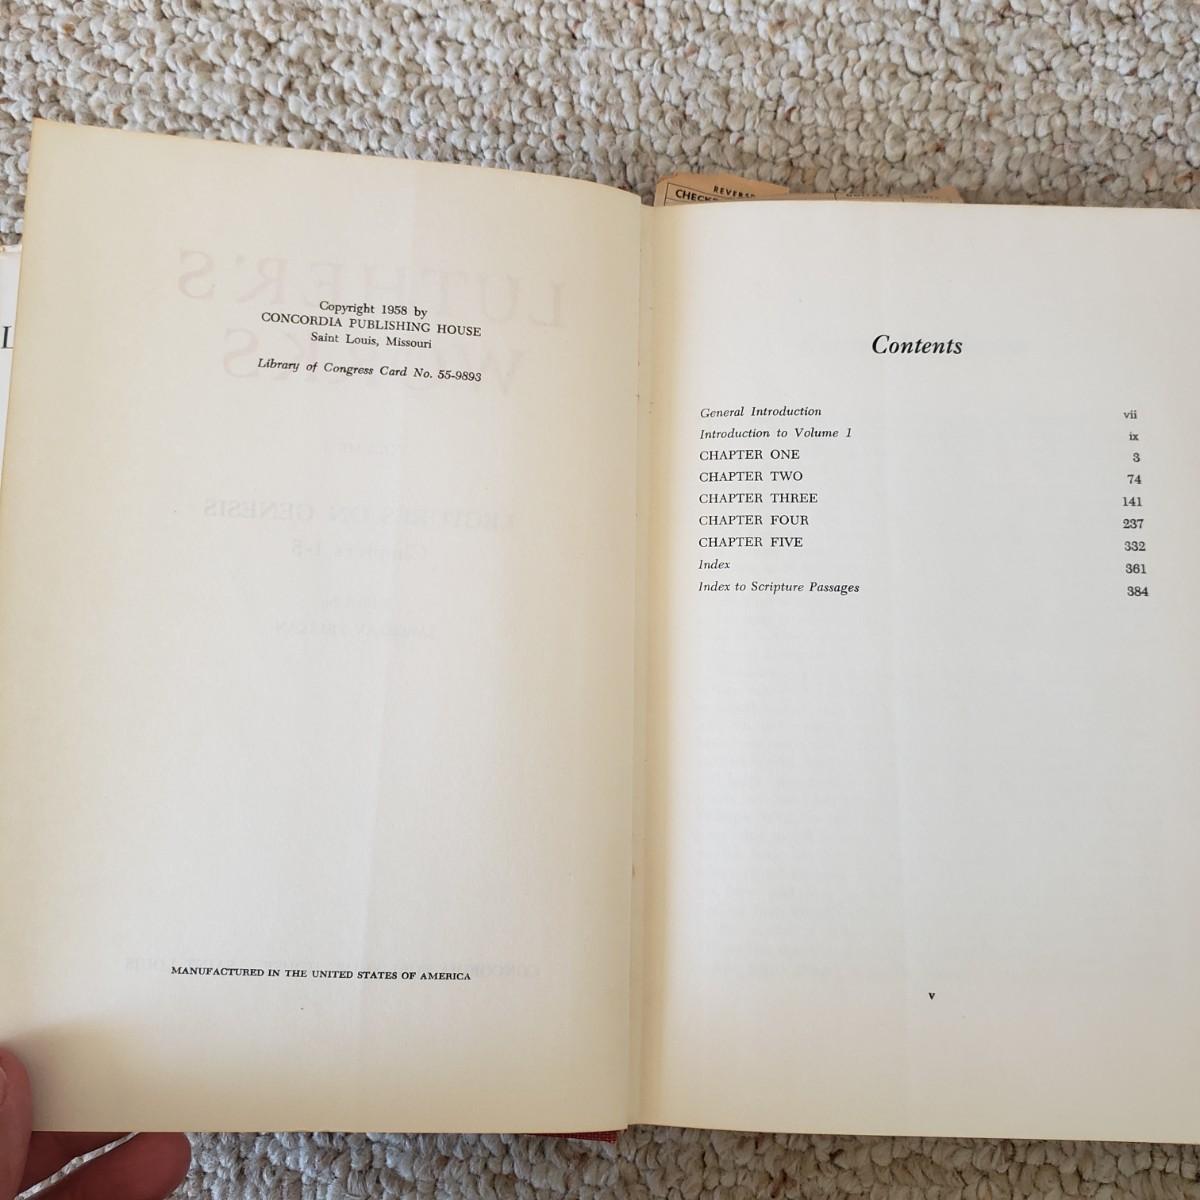 Copyright 1958 by
CONCORDIA PUBLISHING HOUSE
Saint Louis, Missouri
Library of Congress Card No. 55-9893
MANUFACTURED IN THE UNITED STATES OF AMERICA
REVERSE
CHECK
Contents
General Introduction vii
Introduction to Volume 1 ix
CHAPTER ONE 3
CHAPTER TWO 74
CHAPTER THREE 141
CHAPTER FOUR 237
CHAPTER FIVE 332
Index 361
Index to Scripture Passages 384
v